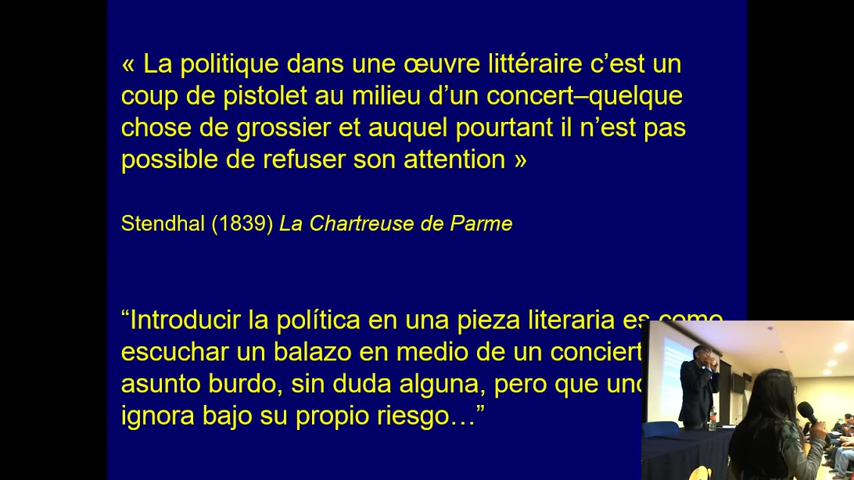 « La politique dans une œuvre littéraire c’est un
coup de pistolet au milieu d’un concert–quelque
chose de grossier et auquel pourtant il n’est pas
possible de refuser son attention »
Stendhal (1839) La Chartreuse de Parme
“Introducir la política en una pieza literaria es como
escuchar un balazo en medio de un conciert
asunto burdo, sin duda alguna, pero que uno
ignora bajo su propio riesgo…”